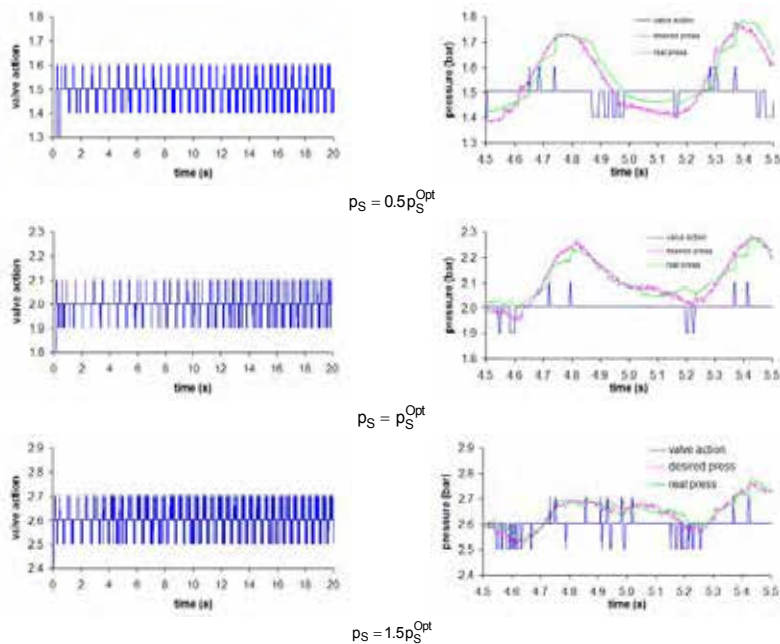 valve action
1.8
1.7
1.6
1.5
1.4
1.3
0 2 4 6 8 10 12 14 16 18 20
time (s)
pressure (bar)
1.8
1.7
1.6
1.5
1.4
1.3
4.5 4.6 4.7 4.8 4.9 5.0 5.1 5.2 5.3 5.4 5.5
time (s)
valve action
desired press
real press
pS = 0.5pSOpt
valve action
2.3
2.2
2.1
2.0
1.9
1.8
0 2 4 6 8 10 12 14 16 18 20
time (s)
pressure (bar)
2.3
2.2
2.1
2.0
1.9
1.8
4.5 4.6 4.7 4.8 4.9 5.0 5.1 5.2 5.3 5.4 5.5
time (s)
valve action
desired press
real press
pS = pSOpt
valve action
2.9
2.8
2.7
2.6
2.5
2.4
0 2 4 6 8 10 12 14 16 18 20
time (s)
pressure (bar)
2.9
2.8
2.7
2.6
2.5
2.4
4.5 4.6 4.7 4.8 4.9 5.0 5.1 5.2 5.3 5.4 5.5
time (s)
valve action
desired press
real press
pS = 1.5pSOpt